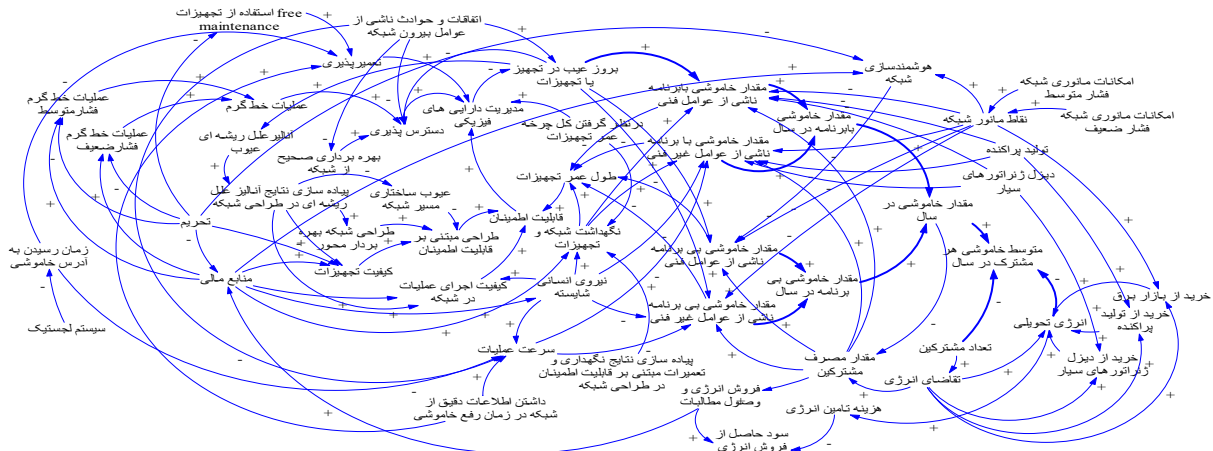 استفاده از تجهیزات free
maintenance
اتفاقات و حوادث ناشی از
عوامل بیرون شبکه
تعمیرپذیری
بروز عیب در تجهیز
یا تجهیزات
هوشمندسازی
شبکه
امکانات مانوری شبکه
فشار متوسط
امکانات مانوری شبکه
فشار ضعیف
نقاط مانور شبکه
عملیات خط گرم
فشار متوسط
عملیات خط گرم
عملیات خط گرم
فشار ضعیف
آنالیز علل ریشه ای
عیوب
مدیریت دارایی های
فیزیکی
دسترس پذیری
درنظر گرفتن کل چرخه
عمر تجهیزات
مقدار خاموشی بابرنامه
ناشی از عوامل فنی
مقدار خاموشی
بابرنامه در سال
مقدار خاموشی با برنامه
ناشی از عوامل غیر فنی
تولید پراکنده
دیزل ژنراتورهای
سیار
بهره برداری صحیح
از شبکه
طول عمر تجهیزات
پیاده سازی نتایج آنالیز علل
ریشه ای در طراحی شبکه
عیوب ساختاری
مسیر شبکه
مقدار خاموشی در
سال
تحریم
طراحی شبکه بهره
بردار محور
طراحی مبتنی بر
قابلیت اطمینان
قابلیت اطمینان
نگهداشت شبکه و
تجهیزات
مقدار خاموشی بی برنامه
ناشی از عوامل فنی
متوسط خاموشی هر
مشترک در سال
زمان رسیدن به
آدرس خاموشی
منابع مالی
کیفیت تجهیزات
کیفیت اجرای عملیات
در شبکه
نیروی انسانی
شایسته
مقدار خاموشی بی
برنامه در سال
مقدار خاموشی بی برنامه
ناشی از عوامل غیر فنی
خرید از بازار برق
خرید از تولید
پراکنده
انرژی تحویلی
سیستم لجستیک
سرعت عملیات
تعداد مشترکین
خرید از دیزل
ژنراتورهای سیار
پیاده سازی نتایج نگهداری و
تعمیرات مبتنی بر قابلیت اطمینان
در طراحی شبکه
مقدار مصرف
مشترکین
تقاضای انرژی
داشتن اطلاعات دقیق از
شبکه در زمان رفع خاموشی
فروش انرژی و
وصول مطالبات
هزینه تامین انرژی
سود حاصل از
فروش انرژی